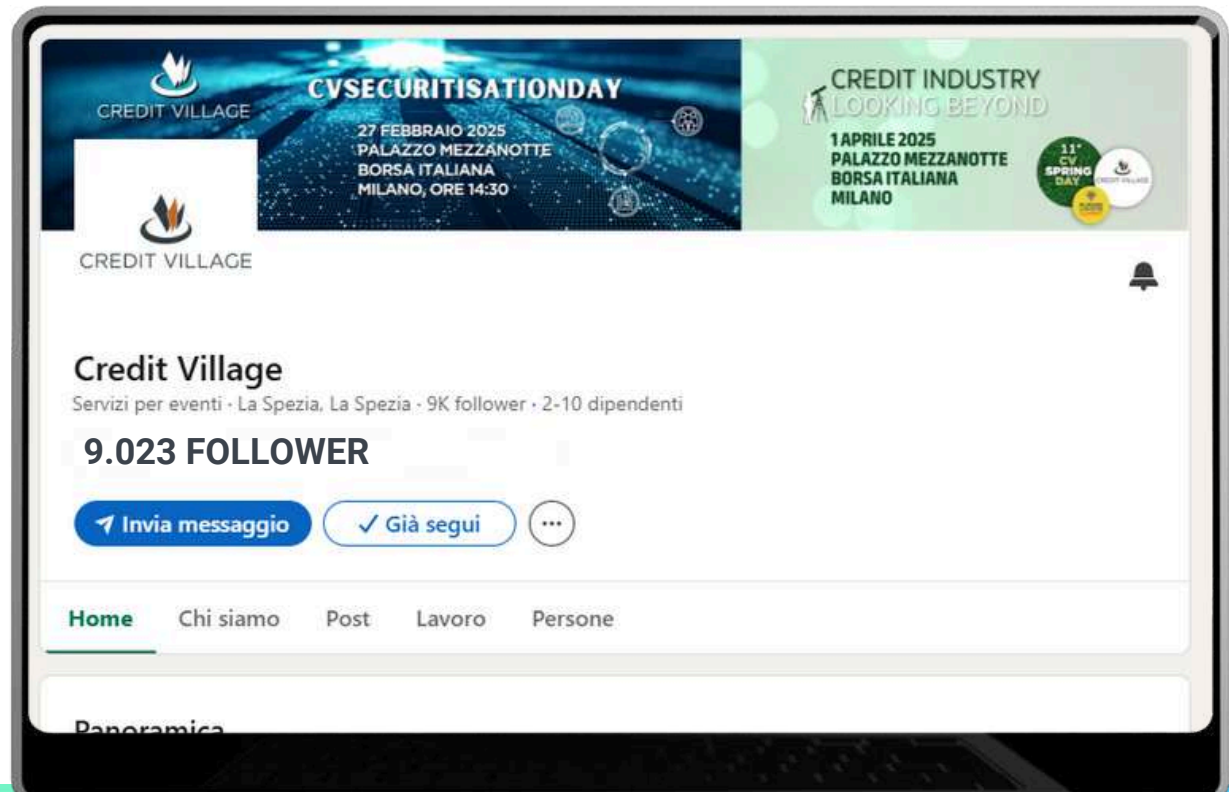 CREDIT VILLAGE
CVSECURITISATIONDAY
27 FEBBRAIO 2025
PALAZZO MEZZANOTTE
BORSA ITALIANA
MILANO, ORE 14:30
CREDIT INDUSTRY
LOOKING BEYOND
1 APRILE 2025
PALAZZO MEZZANOTTE
BORSA ITALIANA
MILANO
11°
CV
SPRING
DAY
CREDIT VILLAGE
CREDIT VILLAGE
Credit Village
Servizi per eventi · La Spezia, La Spezia · 9K follower · 2-10 dipendenti
9.023 FOLLOWER
Invia messaggio
Già segui
Home
Chi siamo
Post
Lavoro
Persone
Panoramica